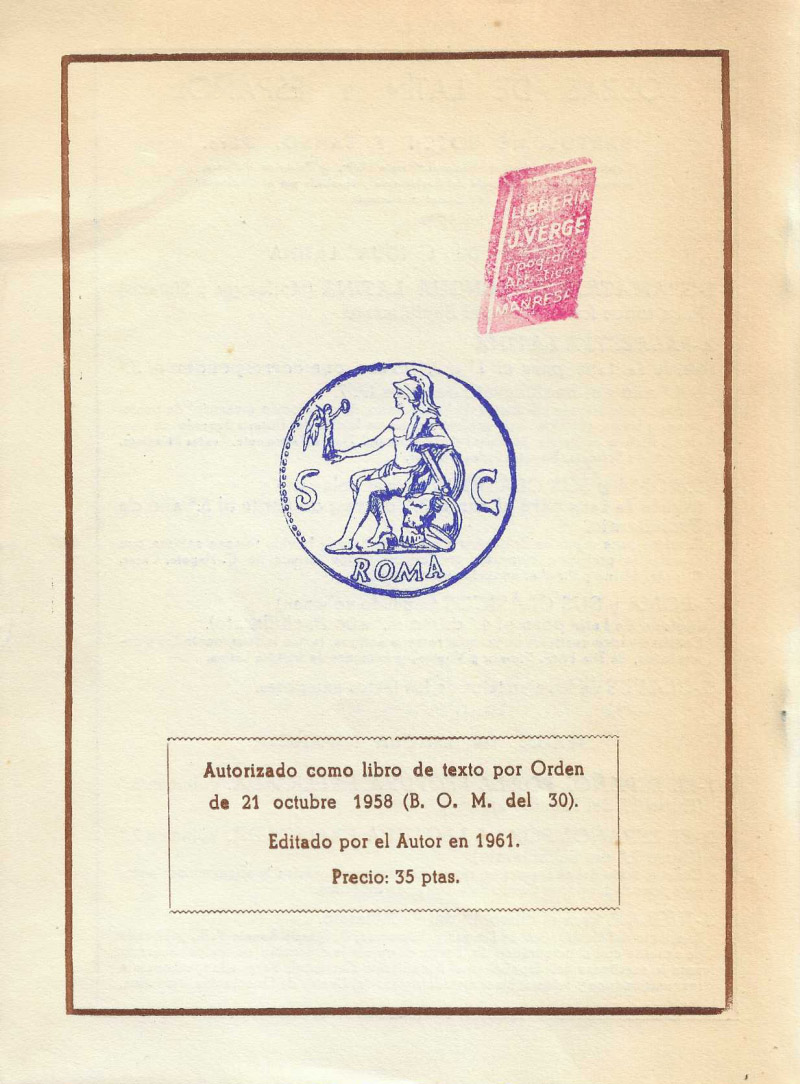 LIBRERIA
J. VERGÉ
Tipografía
Artística
MANRESA
S C
ROMA
Autorizado como libro de texto por Orden
de 21 octubre 1958 (B. O. M. del 30).
Editado por el Autor en 1961.
Precio: 35 ptas.